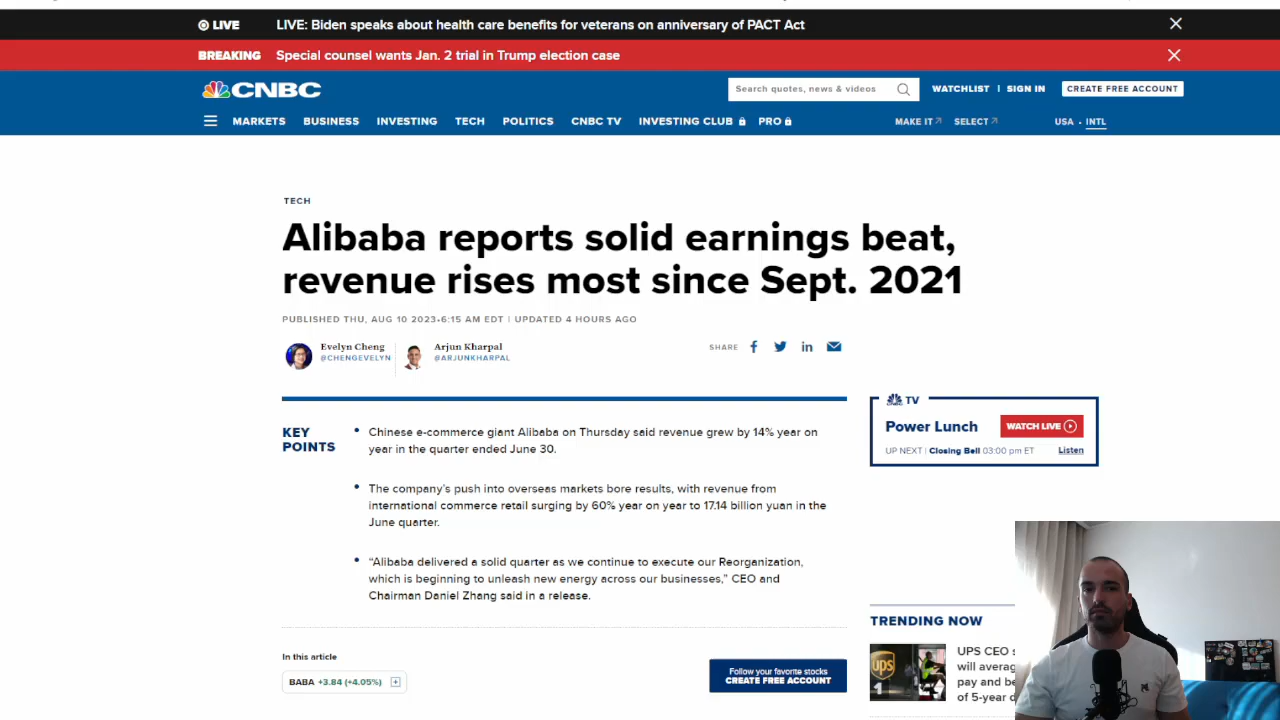 LIVE
LIVE: Biden speaks about health care benefits for veterans on anniversary of PACT Act
BREAKING
Special counsel wants Jan. 2 trial in Trump election case
CNBC
Search quotes, news & videos
WATCHLIST | SIGN IN
CREATE FREE ACCOUNT
MARKETS BUSINESS INVESTING TECH POLITICS CNBC TV INVESTING CLUB PRO
MAKE IT SELECT
USA • INTL
TECH
Alibaba reports solid earnings beat,
revenue rises most since Sept. 2021
PUBLISHED THU, AUG 10 2023•6:15 AM EDT | UPDATED 4 HOURS AGO
Evelyn Cheng
@CHENGEVELYN
Arjun Kharpal
@ARJUNKHARPAL
SHARE
KEY
POINTS
• Chinese e-commerce giant Alibaba on Thursday said revenue grew by 14% year on
year in the quarter ended June 30.
• The company's push into overseas markets bore results, with revenue from
international commerce retail surging by 60% year on year to 17.14 billion yuan in the
June quarter.
• “Alibaba delivered a solid quarter as we continue to execute our Reorganization,
which is beginning to unleash new energy across our businesses,” CEO and
Chairman Daniel Zhang said in a release.
In this article
BABA +3.84 (+4.05%)
Follow your favorite stocks
CREATE FREE ACCOUNT
TV
Power Lunch
WATCH LIVE
UP NEXT | Closing Bell 03:00 pm ET
Listen
TRENDING NOW
ups
1
UPS CEO
will averag
pay and be
of 5-year